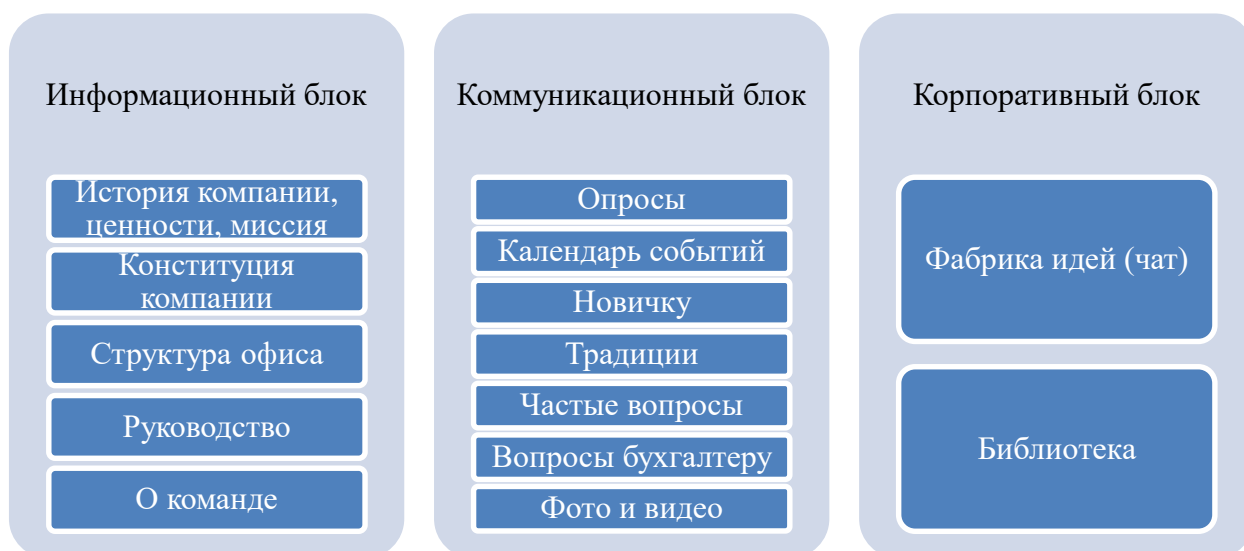 Информационный блок
История компании,
ценности, миссия
Конституция
компании
Структура офиса
Руководство
О команде
Коммуникационный блок
Опросы
Календарь событий
Новичку
Традиции
Частые вопросы
Вопросы бухгалтеру
Фото и видео
Корпоративный блок
Фабрика идей (чат)
Библиотека